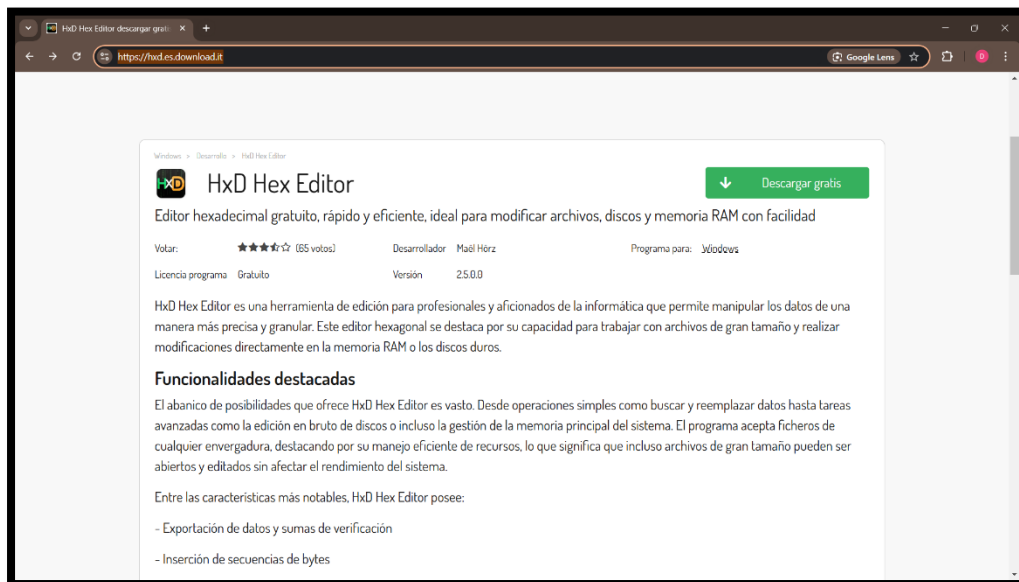 HxD Hex Editor descargar grati
https://hxd.es.download.it
Google Lens
D
Windows > Desarrollo > HxD Hex Editor
HxD
HxD Hex Editor
Descargar gratis
Editor hexadecimal gratuito, rápido y eficiente, ideal para modificar archivos, discos y memoria RAM con facilidad
Votar: (65 votos) Desarrollador Maël Hörz Programa para: Windows
Licencia programa Gratuito Versión 2.5.0.0
HxD Hex Editor es una herramienta de edición para profesionales y aficionados de la informática que permite manipular los datos de una
manera más precisa y granular. Este editor hexagonal se destaca por su capacidad para trabajar con archivos de gran tamaño y realizar
modificaciones directamente en la memoria RAM o los discos duros.
Funcionalidades destacadas
El abanico de posibilidades que ofrece HxD Hex Editor es vasto. Desde operaciones simples como buscar y reemplazar datos hasta tareas
avanzadas como la edición en bruto de discos o incluso la gestión de la memoria principal del sistema. El programa acepta ficheros de
cualquier envergadura, destacando por su manejo eficiente de recursos, lo que significa que incluso archivos de gran tamaño pueden ser
abiertos y editados sin afectar el rendimiento del sistema.
Entre las características más notables, HxD Hex Editor posee:
- Exportación de datos y sumas de verificación
- Inserción de secuencias de bytes